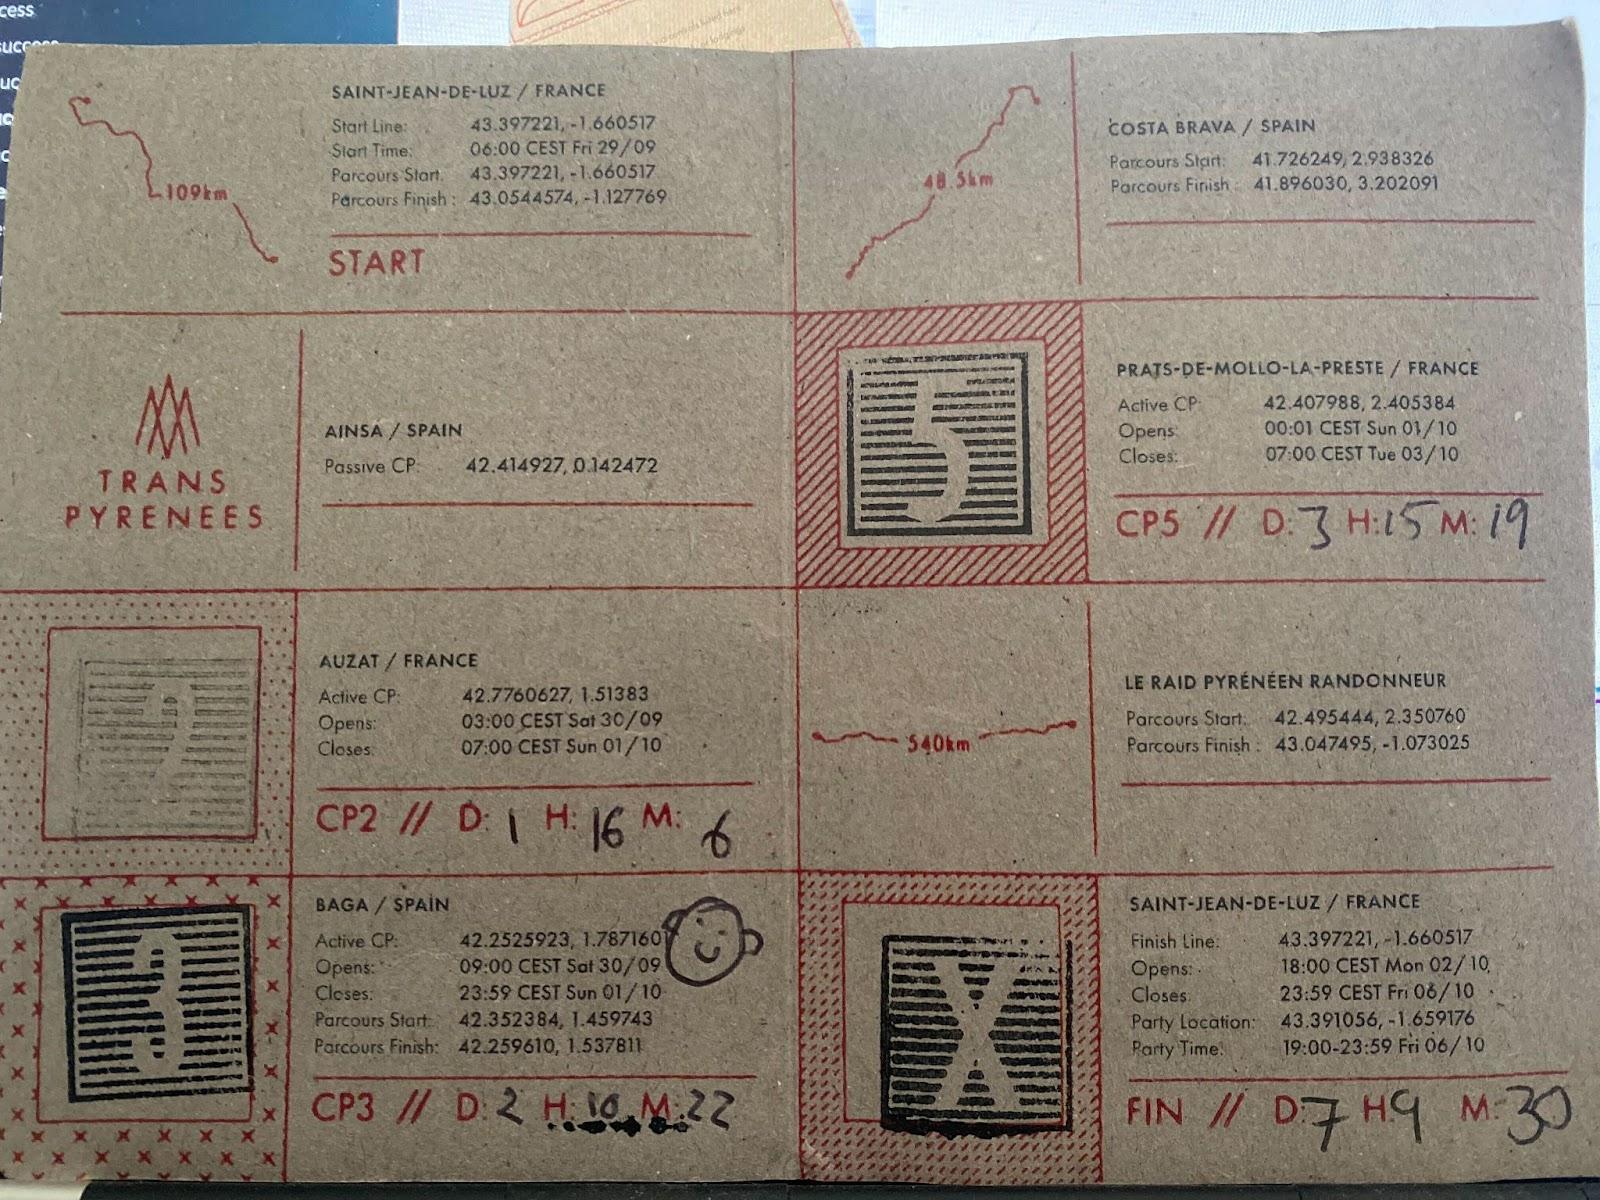 cess
success
SAINT-JEAN-DE-LUZ / FRANCE
Start Line: 43.397221, -1.660517
Start Time: 06:00 CEST Fri 29/09
Parcours Start: 43.397221, -1.660517
Parcours Finish : 43.0544574, -1.127769
109km
START
TRANS
PYRENEES
AINSA / SPAIN
Passive CP: 42.414927, 0.142472
2
AUZAT / FRANCE
Active CP: 42.7760627, 1.51383
Opens: 03:00 CEST Sat 30/09
Closes: 07:00 CEST Sun 01/10
CP2 // D: 1 H: 16 M: 6
3
BAGA / SPAIN
Active CP: 42.2525923, 1.787160
Opens: 09:00 CEST Sat 30/09
Closes: 23:59 CEST Sun 01/10
Parcours Start: 42.352384, 1.459743
Parcours Finish: 42.259610, 1.537811
CP3 // D: 2 H: 10 M: 22
48.5km
COSTA BRAVA / SPAIN
Parcours Start: 41.726249, 2.938326
Parcours Finish : 41.896030, 3.202091
5
PRATS-DE-MOLLO-LA-PRESTE / FRANCE
Active CP: 42.407988, 2.405384
Opens: 00:01 CEST Sun 01/10
Closes: 07:00 CEST Tue 03/10
CP5 // D: 3 H: 15 M: 19
540km
LE RAID PYRÉNÉEN RANDONNEUR
Parcours Start: 42.495444, 2.350760
Parcours Finish : 43.047495, -1.073025
X
SAINT-JEAN-DE-LUZ / FRANCE
Finish Line: 43.397221, -1.660517
Opens: 18:00 CEST Mon 02/10
Closes: 23:59 CEST Fri 06/10
Party Location: 43.391056, -1.659176
Party Time: 19:00-23:59 Fri 06/10
FIN // D: 7 H: 9 M: 30